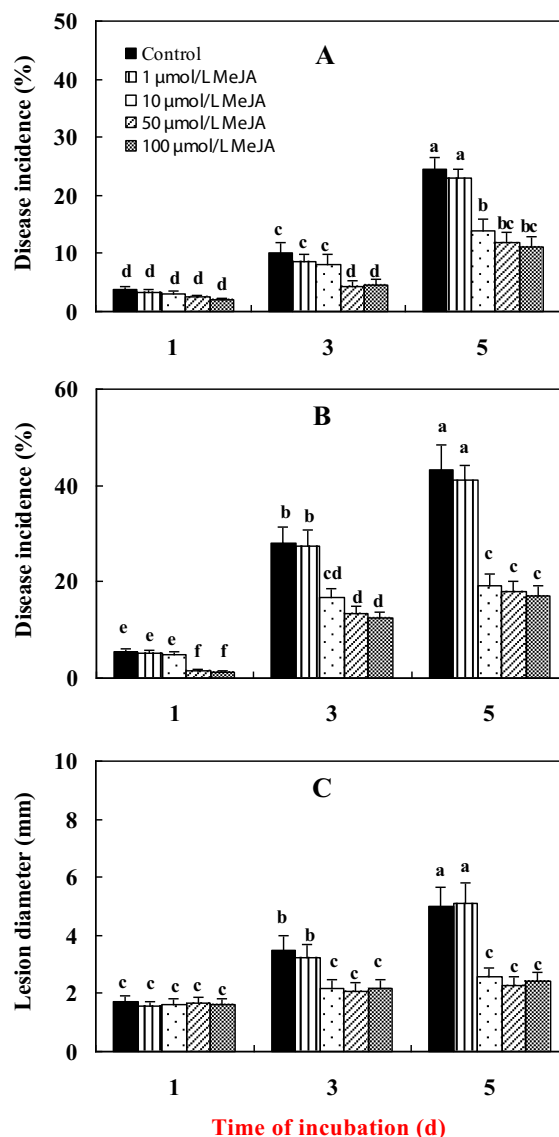 50
40
30
20
10
0
Disease incidence (%)
A
Control
1 μmol/L MeJA
10 μmol/L MeJA
50 μmol/L MeJA
100 μmol/L MeJA
d d d d d
c c c d d
a a b bc bc
1 3 5
60
40
20
0
Disease incidence (%)
B
e e e f f
b b cd d d
a a c c c
1 3 5
10
8
6
4
2
0
Lesion diameter (mm)
C
c c c c c
b b c c c
a a c c c
1 3 5
Time of incubation (d)